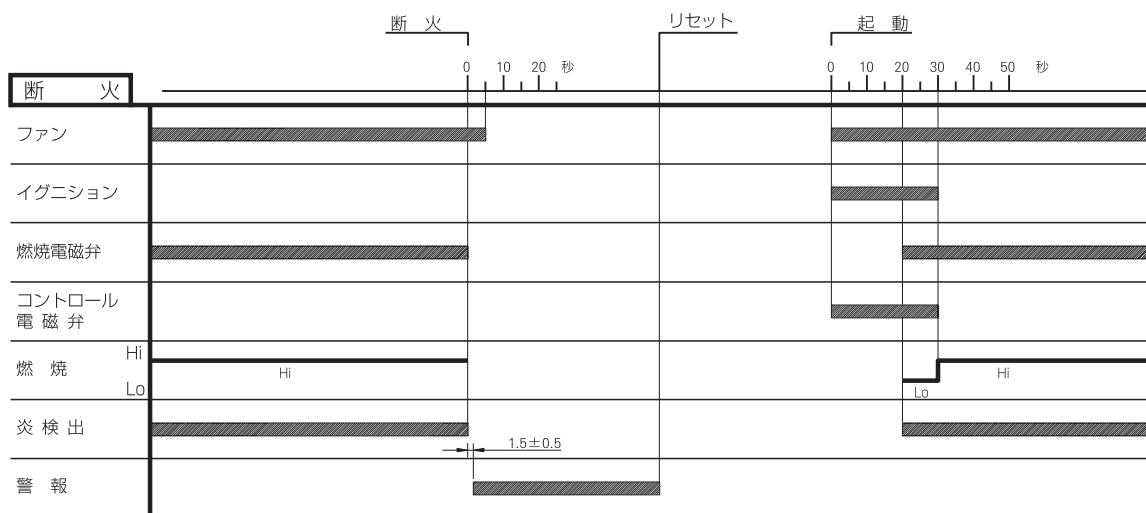 断 火
リセット
起 動
0 10 20 秒
0 10 20 30 40 50 秒
断 火
ファン
イグニション
燃焼電磁弁
コントロール
電 磁 弁
Hi
燃 焼
Lo
Hi
Lo
Hi
炎 検 出
1.5±0.5
警 報